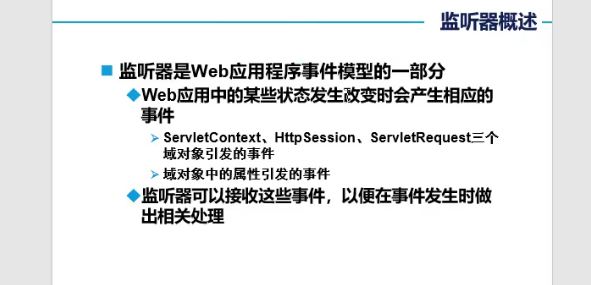 监听器概述
监听器是Web应用程序事件模型的一部分
Web应用中的某些状态发生改变时会产生相应的
事件
ServletContext、HttpSession、ServletRequest三个
域对象引发的事件
域对象中的属性引发的事件
监听器可以接收这些事件，以便在事件发生时做
出相关处理